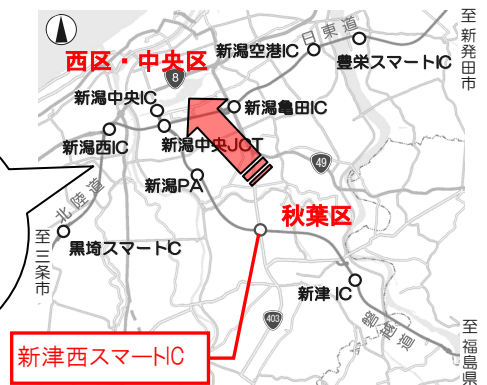 至新発田市
日東道
新潟空港IC
豊栄スマートIC
西区・中央区
8
新潟中央IC
新潟亀田IC
新潟西IC
新潟中央JCT
49
新潟PA
秋葉区
北陸道
黒埼スマートIC
至三条市
新津IC
403
磐越道
新津西スマートIC
至福島県